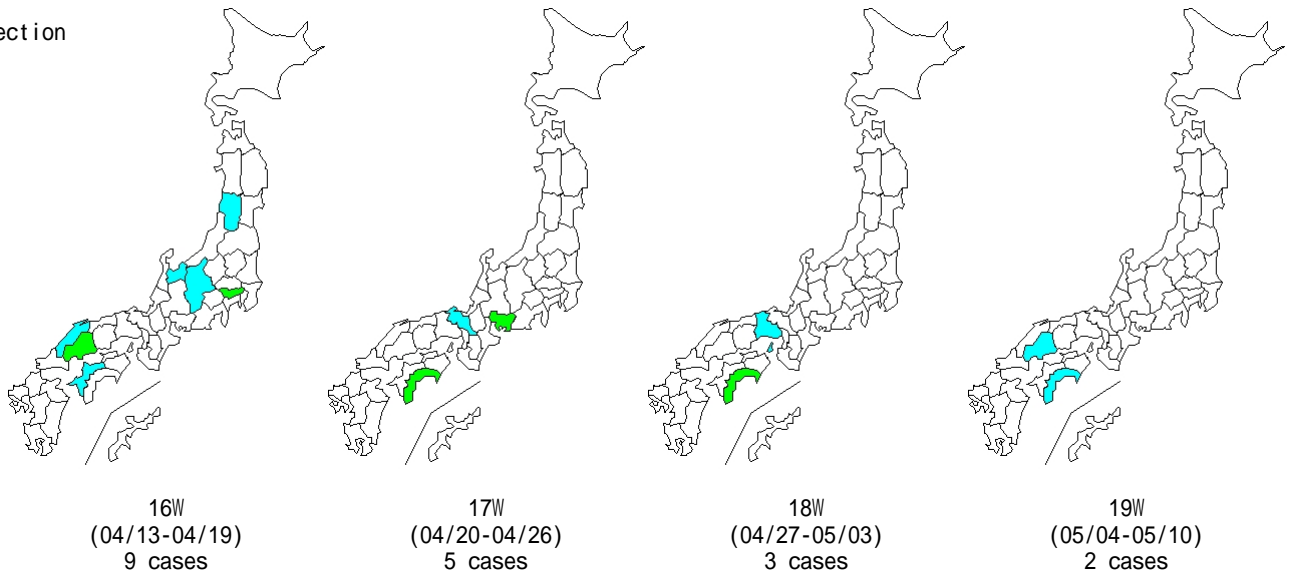 ection
16W
(04/13-04/19)
9 cases
17W
(04/20-04/26)
5 cases
18W
(04/27-05/03)
3 cases
19W
(05/04-05/10)
2 cases